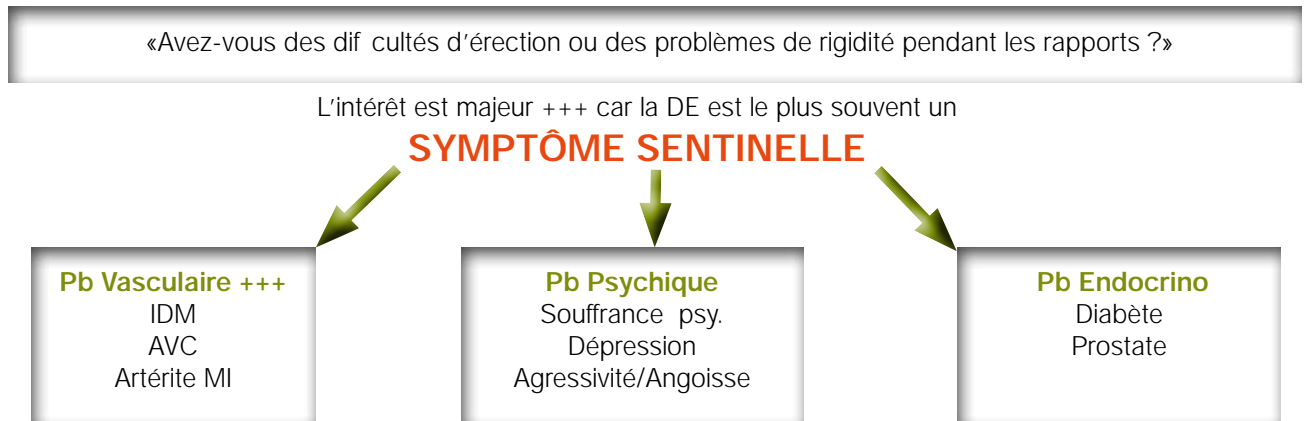 «Avez-vous des dif cultés d'érection ou des problèmes de rigidité pendant les rapports ?»
L'intérêt est majeur +++ car la DE est le plus souvent un
SYMPTÔME SENTINELLE
Pb Vasculaire +++
IDM
AVC
Artérite MI
Pb Psychique
Souffrance psy.
Dépression
Agressivité/Angoisse
Pb Endocrino
Diabète
Prostate